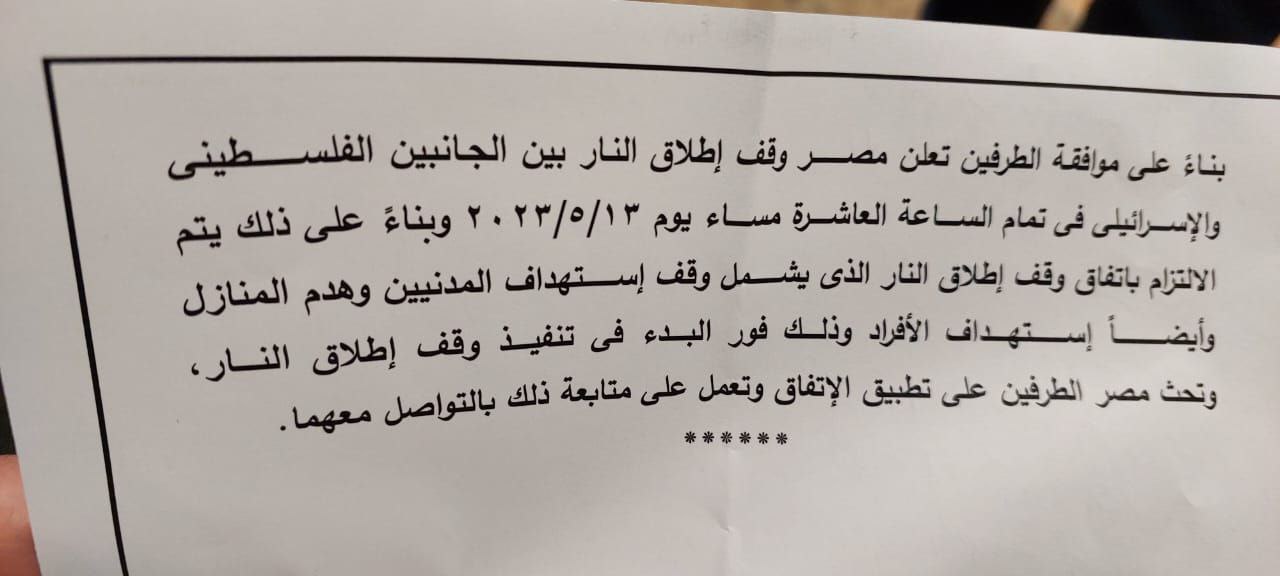 بناءً على موافقة الطرفين تعلن مصر وقف إطلاق النار بين الجانبين الفلسطينى
والإسرائيلى فى تمام الساعة العاشرة مساء يوم ٢٠٢٣/٥/١٣ وبناءً على ذلك يتم
الالتزام باتفاق وقف إطلاق النار الذى يشمل وقف إستهداف المدنيين وهدم المنازل
وأيضاً إستهداف الأفراد وذلك فور البدء فى تنفيذ وقف إطلاق النار،
وتحث مصر الطرفين على تطبيق الإتفاق وتعمل على متابعة ذلك بالتواصل معهما.
******